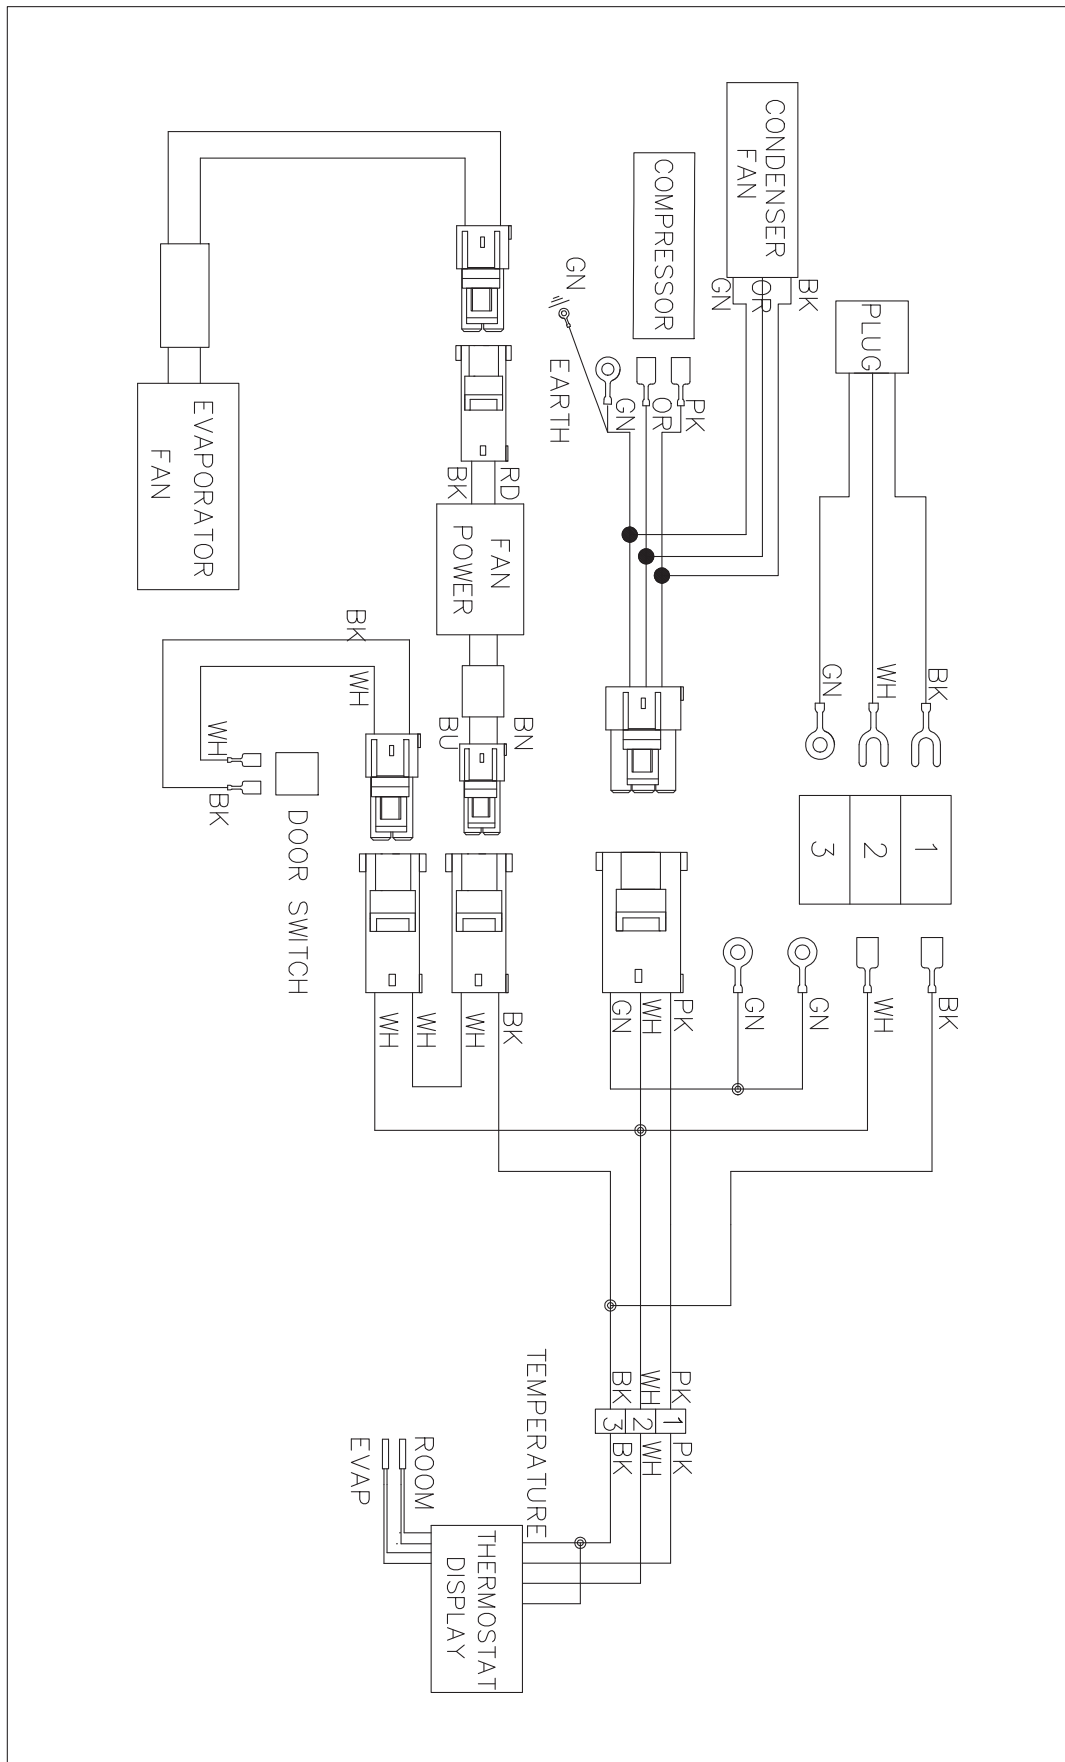 CONDENSER
FAN
BK
OR
GN
COMPRESSOR
PK
OR
GN
GN
EARTH
PLUG
BK
WH
GN
1
2
3
BK
WH
GN
GN
PK
WH
GN
EVAPORATOR
FAN
RD
BK
FAN
POWER
BN
BU
BK
WH
WH
BK
DOOR SWITCH
BK
WH
WH
WH
PK
WH
BK
1
2
3
PK
WH
BK
TEMPERATURE
ROOM
EVAP
THERMOSTAT
DISPLAY